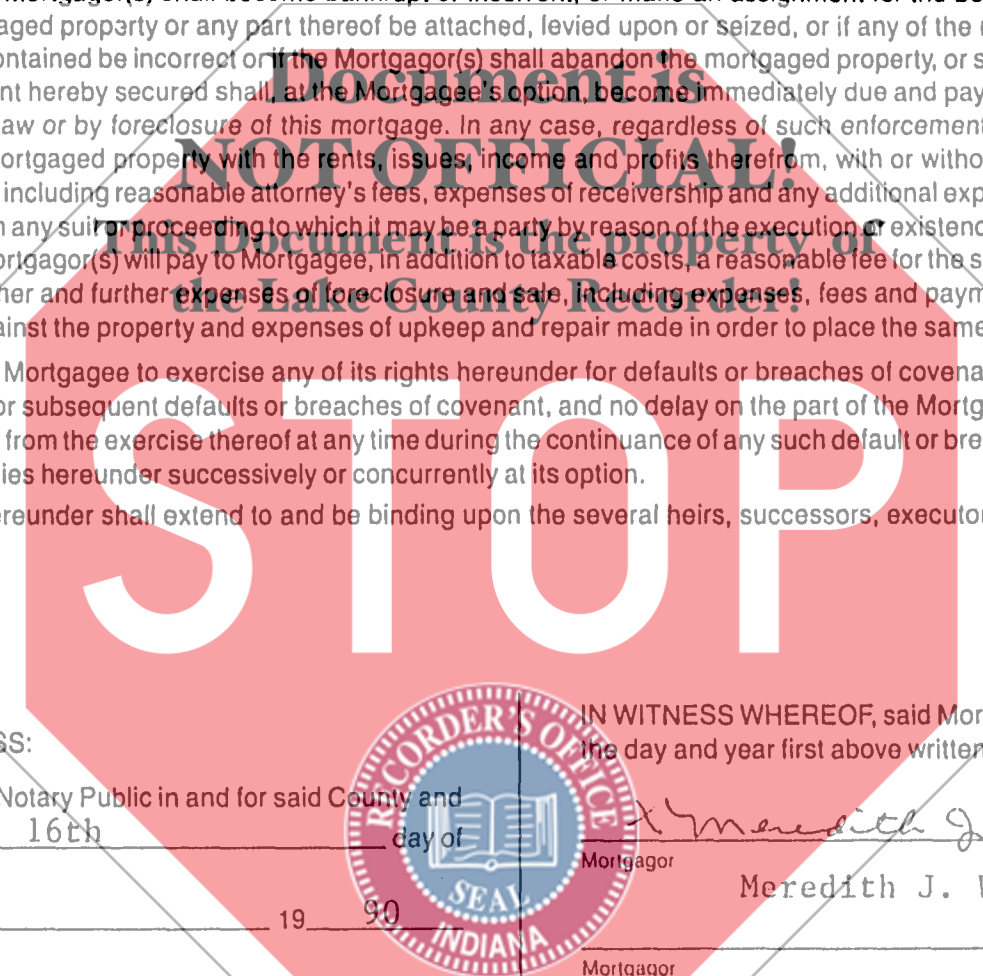 aged property or any part thereof be attached, levied upon or seized, or if any of the
ontained be incorrect or if the Mortgagor(s) shall abandon the mortgaged property, or s
nt hereby secured shall, at the Mortgagee's option, become immediately due and pay
aw or by foreclosure of this mortgage. In any case, regardless of such enforcement
ortgaged property with the rents, issues, income and profits therefrom, with or witho
including reasonable attorney's fees, expenses of receivership and any additional exp
n any suit or proceeding to which it may be a party by reason of the execution or existenc
ortgagor(s) will pay to Mortgagee, in addition to taxable costs, a reasonable fee for the s
her and further expenses of foreclosure and sale, including expenses, fees and paym
ainst the property and expenses of upkeep and repair made in order to place the same
Mortgagee to exercise any of its rights hereunder for defaults or breaches of covena
or subsequent defaults or breaches of covenant, and no delay on the part of the Mortg
from the exercise thereof at any time during the continuance of any such default or bre
ies hereunder successively or concurrently at its option.
ereunder shall extend to and be binding upon the several heirs, successors, executo
Document is
NOT OFFICIAL!
This Document is the property of
the Lake County Recorder!
STOP
RECORDER'S OFFICE
SEAL
INDIANA
SS:
Notary Public in and for said County and
16th day of
19 90
IN WITNESS WHEREOF, said Mor
the day and year first above written
X Meredith J
Mortgagor
Meredith J. W
Mortgagor